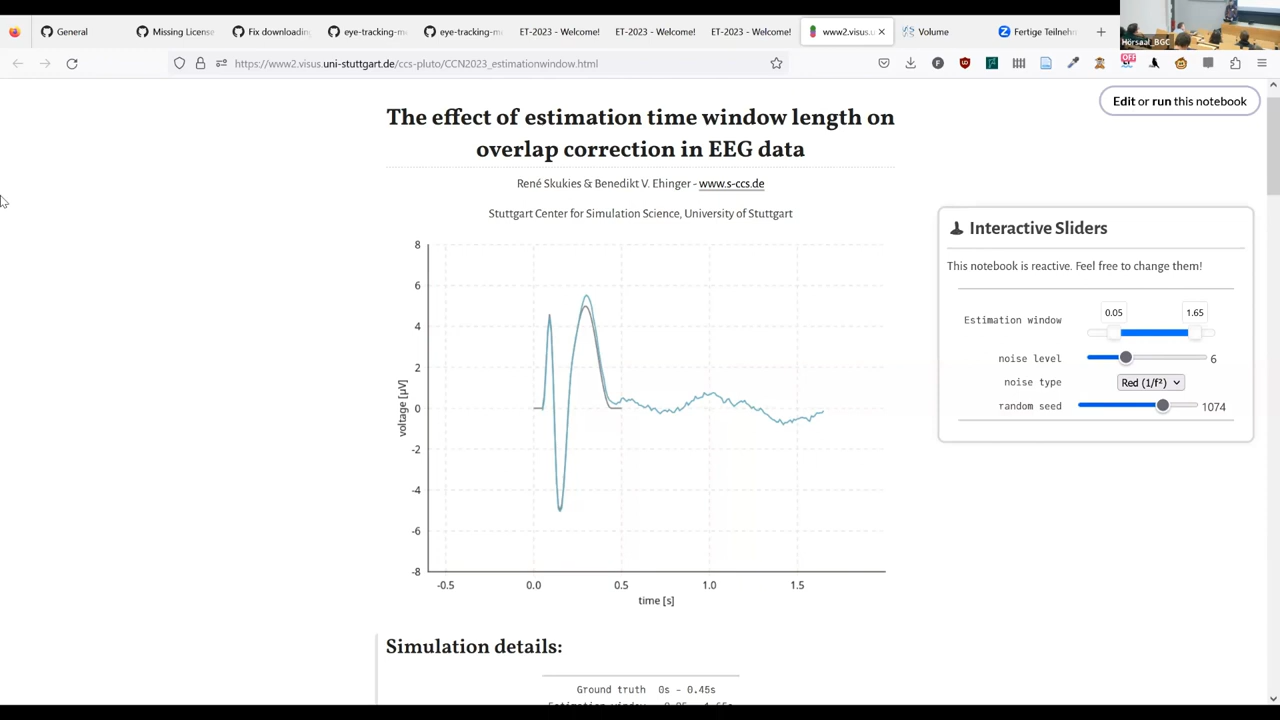 General
Missing License
Fix downloading
eye-tracking-m
eye-tracking-m
ET-2023 - Welcome!
ET-2023 - Welcome!
ET-2023 - Welcome!
www2.visus.u
Volume
Fertige Teilneh
Hörsaal_BGC
https://www2.visus.uni-stuttgart.de/ccs-p
CCN2023_estimationwindow.html
OFF
Edit or run this notebook
The effect of estimation time window length on
overlap correction in EEG data
René Skukies & Benedikt V. Ehinger - www.s-ccs.de
Stuttgart Center for Simulation Science, University of Stuttgart
Interactive Sliders
This notebook is reactive. Feel free to change them!
Estimation window 0.05 1.65
noise level 6
noise type Red (1/f²)
random seed 1074
8
6
4
2
0
-2
-4
-6
-8
voltage [µV]
-0.5 0.0 0.5 1.0 1.5
time [s]
Simulation details:
Ground truth 0s - 0.45s